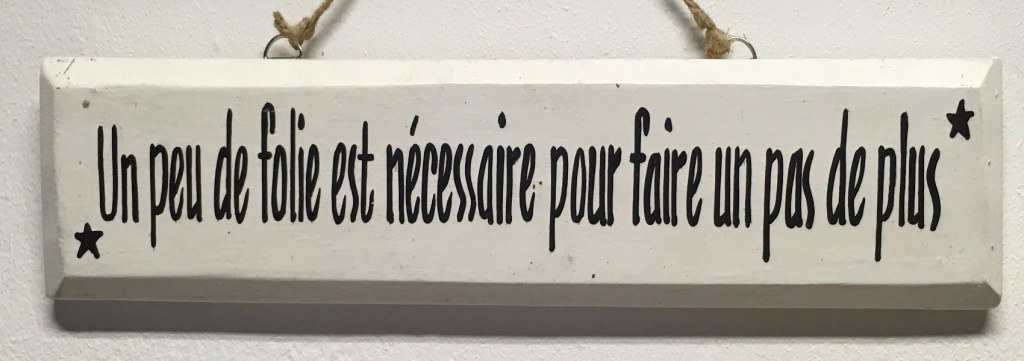 Un peu de folie est nécessaire pour faire un pas de plus